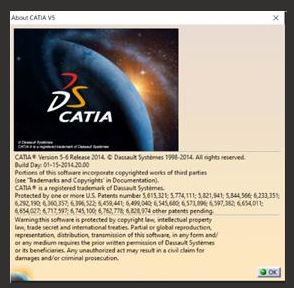 About CATIA V5
DS
CATIA
© Dassault Systemes
CATIA® is a registered trademark of Dassault Systemes.
CATIA® Version 5-6 Release 2014. © Dassault Systèmes 1998-2014. All rights reserved.
Build Day: 01-15-2014.20.00
Portions of this software incorporate copyrighted works of third parties
(see 'Trademarks and Copyrights' in Documentation).
CATIA® is a registered trademark of Dassault Systèmes.
Protected by one or more U.S. Patents number 5,615,321; 5,774,111; 5,821,941; 5,844,566; 6,233,351;
6,292,190; 6,360,357; 6,396,522; 6,459,441; 6,499,040; 6,545,680; 6,573,896; 6,597,382; 6,654,011;
6,654,027; 6,717,597; 6,745,100; 6,762,778; 6,828,974 other patents pending.
Warning:this software is protected by copyright law, intellectual property
law, trade secret and international treaties. Partial or global reproduction,
representation, distribution, transmission of this software, in any form and/
or any medium requires the prior written permission of Dassault Systèmes
or its beneficiaries. Any unauthorized act may result in a civil claim for
damages and/or criminal prosecution.
OK